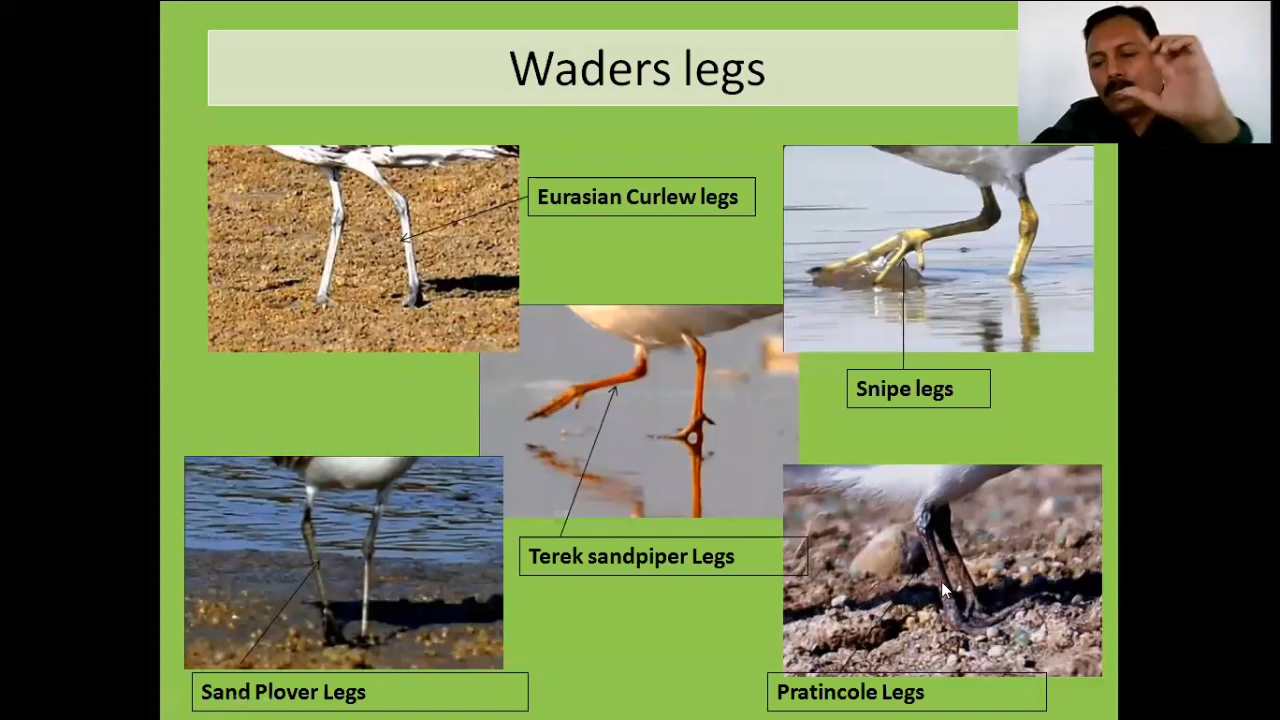 Waders legs
Eurasian Curlew legs
Snipe legs
Terek sandpiper Legs
Sand Plover Legs
Pratincole Legs